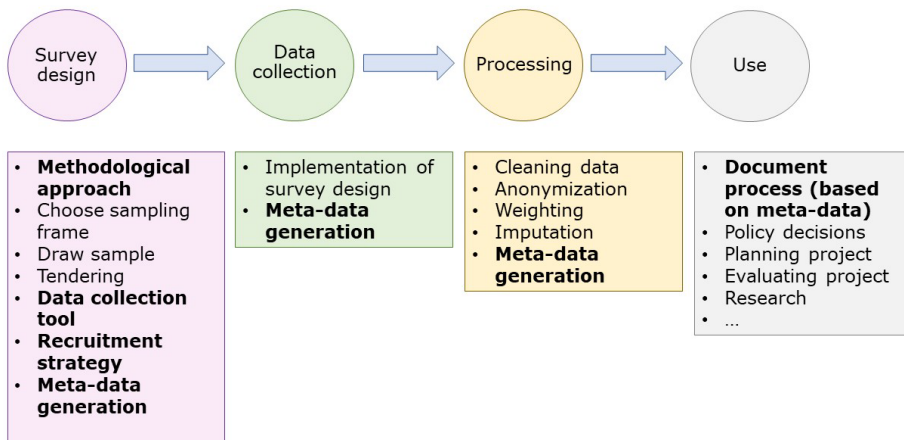 Survey
design
Data
collection
Processing
Use
• Methodological
approach
• Choose sampling
frame
• Draw sample
• Tendering
• Data collection
tool
• Recruitment
strategy
• Meta-data
generation
• Implementation of
survey design
• Meta-data
generation
• Cleaning data
• Anonymization
• Weighting
• Imputation
• Meta-data
generation
• Document
process (based
on meta-data)
• Policy decisions
• Planning project
• Evaluating project
• Research
• ...